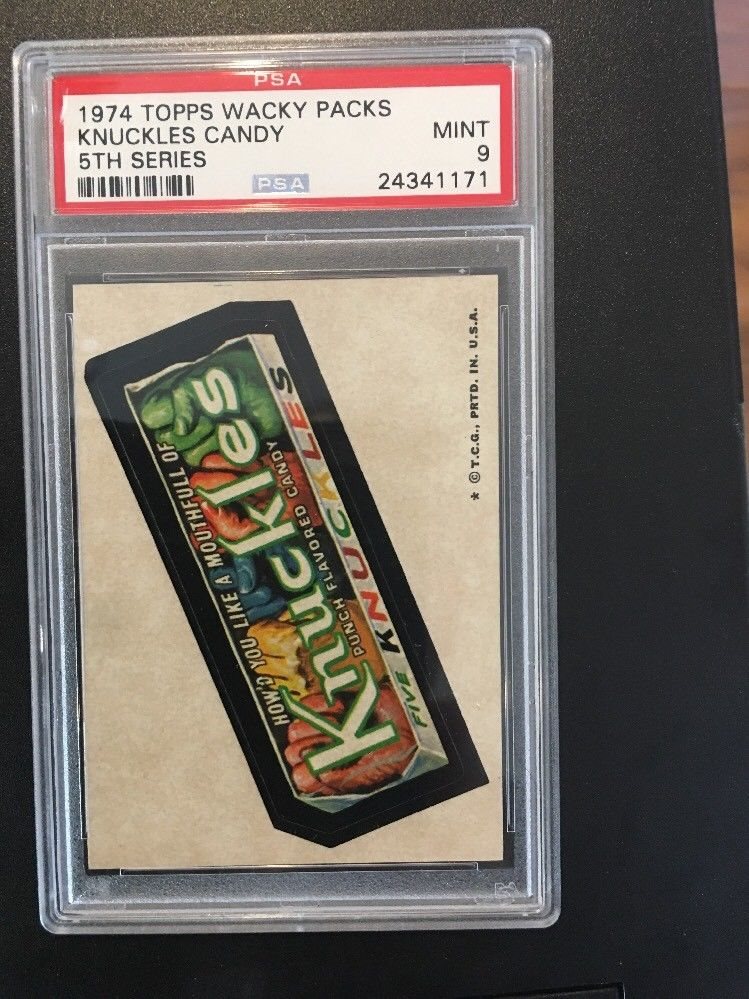 PSA
1974 TOPPS WACKY PACKS
KNUCKLES CANDY MINT
5TH SERIES 9
PSA 24341171
HOW'D YOU LIKE A MOUTHFULL OF
Knuckles
PUNCH FLAVORED CANDY
FIVE KNUCKLES
* © T.C.G., PRTD. IN. U.S.A.